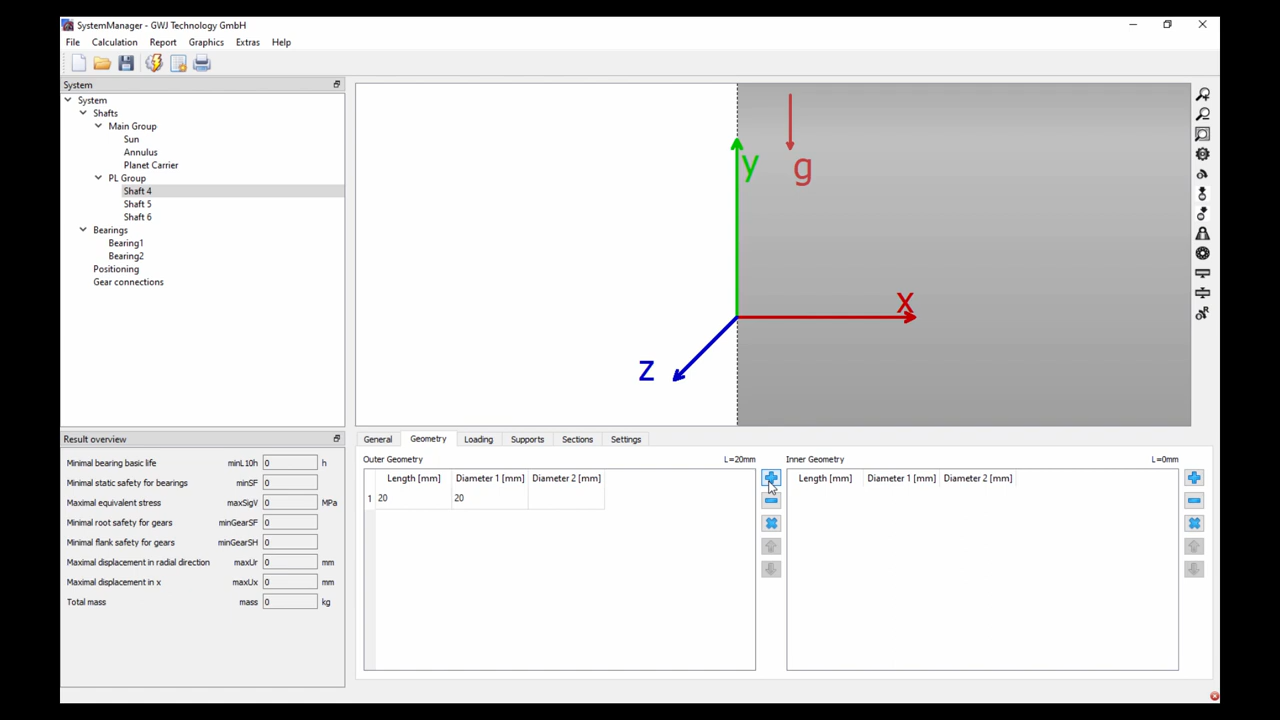 SystemManager - GWJ Technology GmbH
File Calculation Report Graphics Extras Help
System
System
Shafts
Main Group
Sun
Annulus
Planet Carrier
PL Group
Shaft 4
Shaft 5
Shaft 6
Bearings
Bearing1
Bearing2
Positioning
Gear connections
y
g
x
z
Result overview
Minimal bearing basic life minL10h 0 h
Minimal static safety for bearings minSF 0
Maximal equivalent stress maxSigV 0 MPa
Minimal root safety for gears minGearSF 0
Minimal flank safety for gears minGearSH 0
Maximal displacement in radial direction maxUr 0 mm
Maximal displacement in x maxUx 0 mm
Total mass mass 0 kg
General Geometry Loading Supports Sections Settings
Outer Geometry L=20mm
Length [mm] Diameter 1 [mm] Diameter 2 [mm]
1 20 20
Inner Geometry L=0mm
Length [mm] Diameter 1 [mm] Diameter 2 [mm]